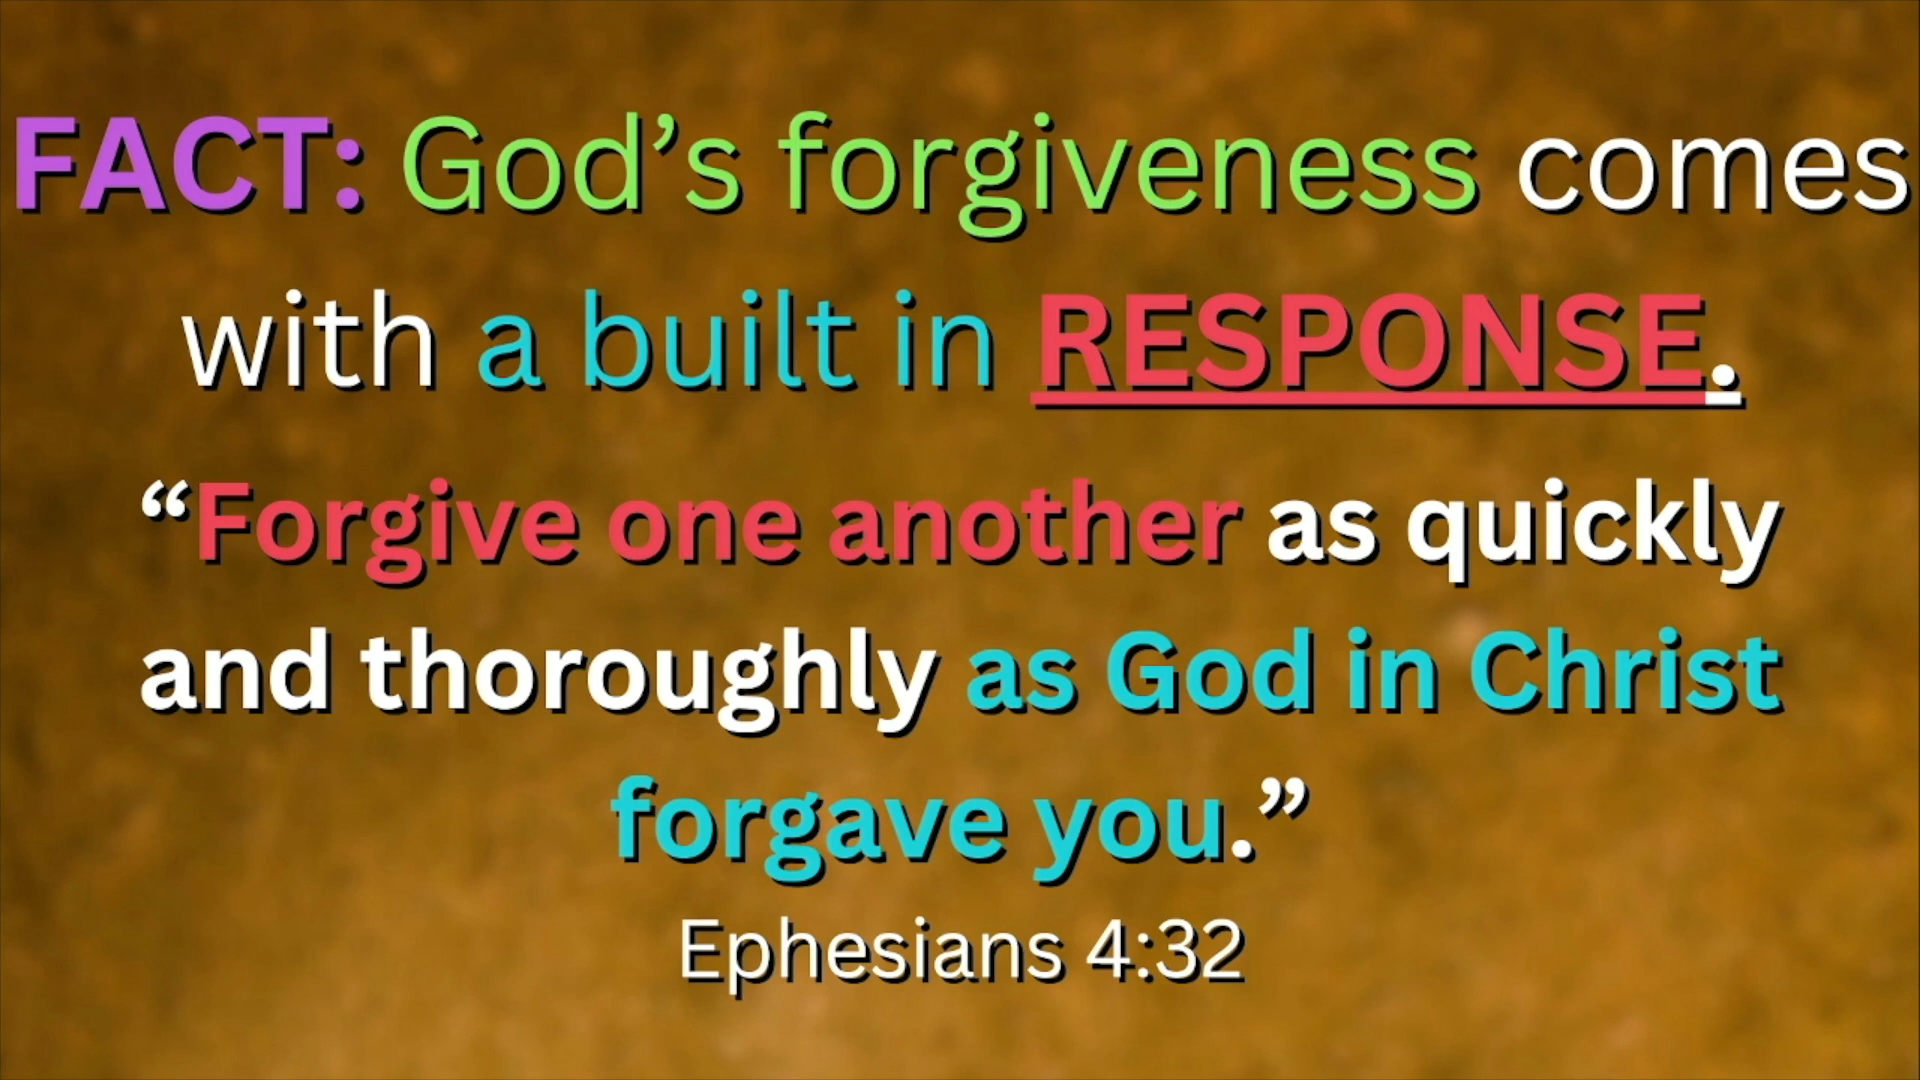 FACT: God’s forgiveness comes
with a built in RESPONSE.
“Forgive one another as quickly
and thoroughly as God in Christ
forgave you.”
Ephesians 4:32